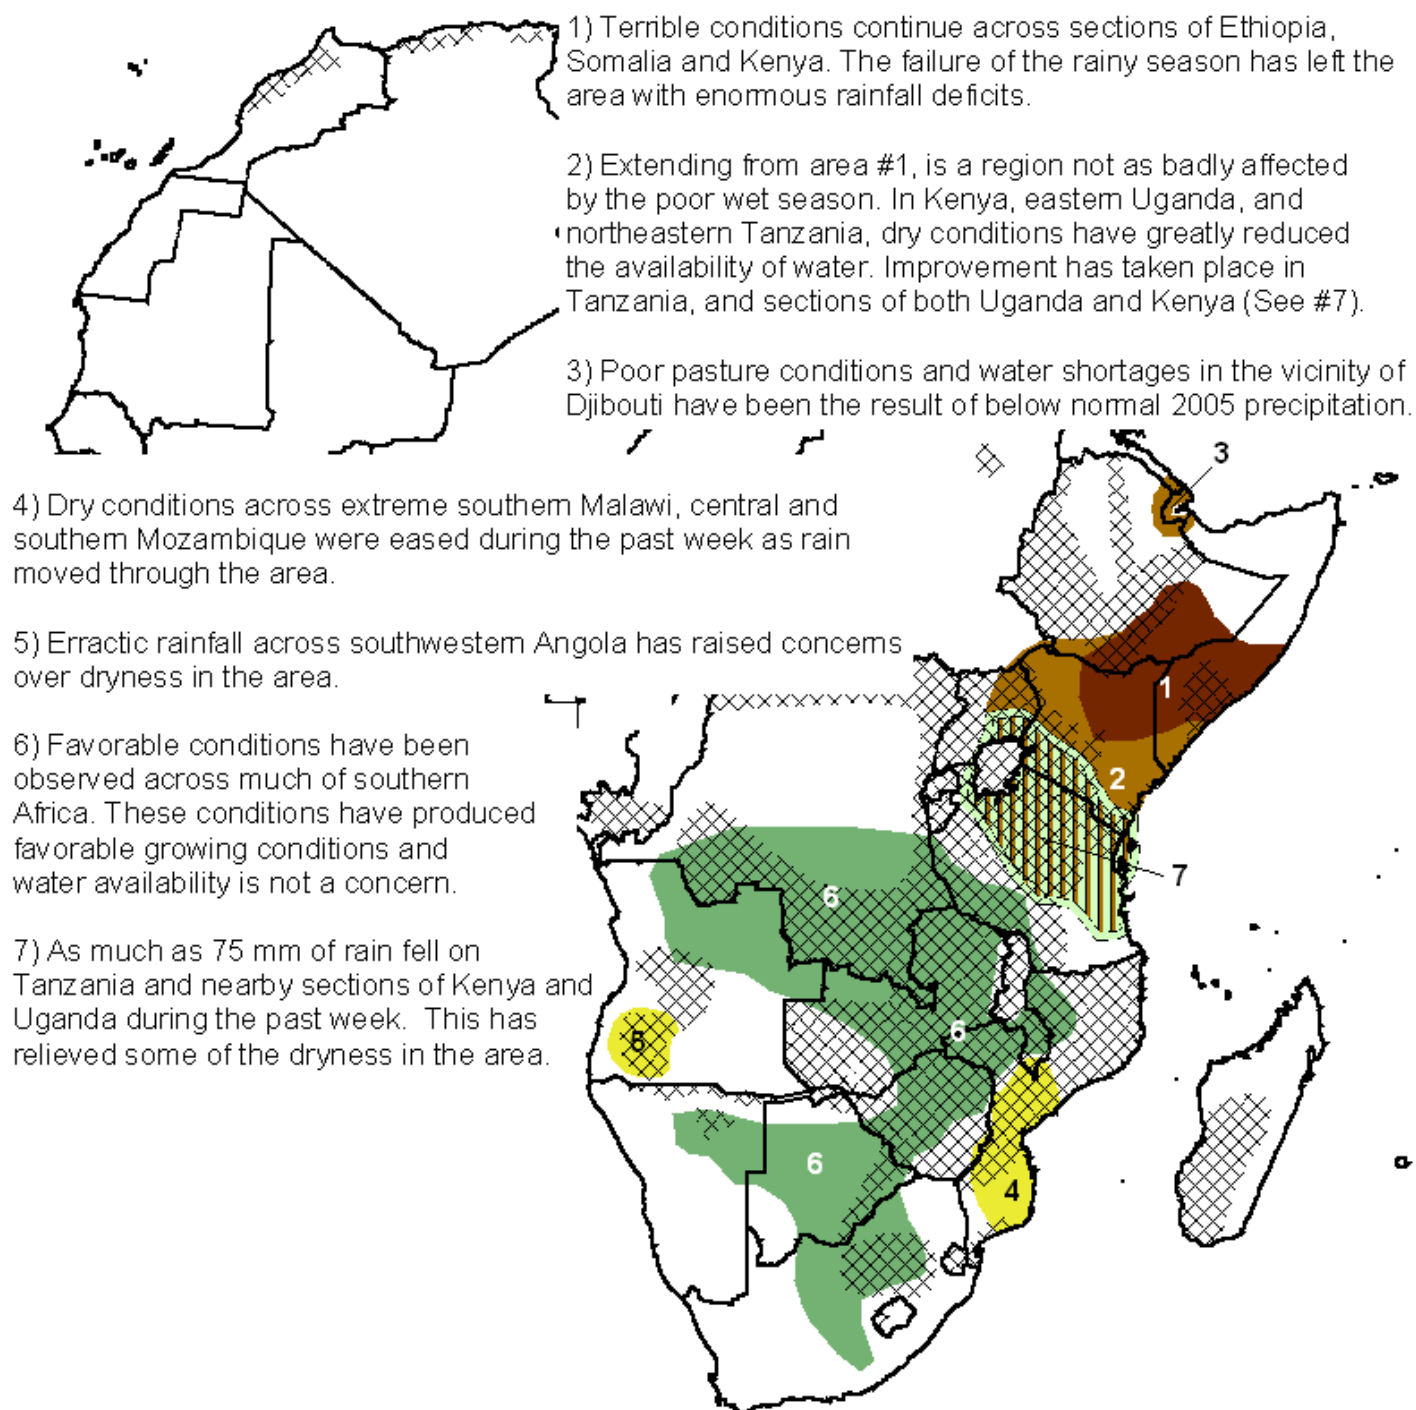 1) Terrible conditions continue across sections of Ethiopia,
Somalia and Kenya. The failure of the rainy season has left the
area with enormous rainfall deficits.
2) Extending from area #1, is a region not as badly affected
by the poor wet season. In Kenya, eastern Uganda, and
northeastern Tanzania, dry conditions have greatly reduced
the availability of water. Improvement has taken place in
Tanzania, and sections of both Uganda and Kenya (See #7).
3) Poor pasture conditions and water shortages in the vicinity of
Djibouti have been the result of below normal 2005 precipitation.
4) Dry conditions across extreme southern Malawi, central and
southern Mozambique were eased during the past week as rain
moved through the area.
5) Erractic rainfall across southwestern Angola has raised concerns
over dryness in the area.
6) Favorable conditions have been
observed across much of southern
Africa. These conditions have produced
favorable growing conditions and
water availability is not a concern.
7) As much as 75 mm of rain fell on
Tanzania and nearby sections of Kenya and
Uganda during the past week.  This has
relieved some of the dryness in the area.
3
1
2
7
6
6
5
6
4